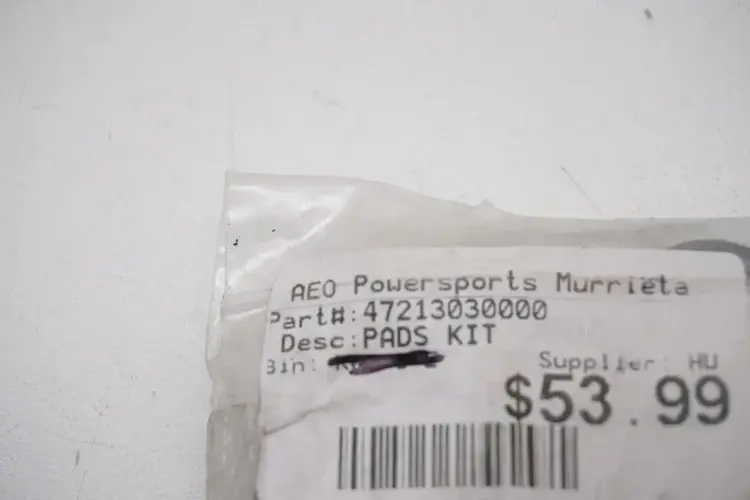 AEO Powersports Murrieta
Part#:47213030000
Desc:PADS KIT
Bin: Supplier: HU
$53.99